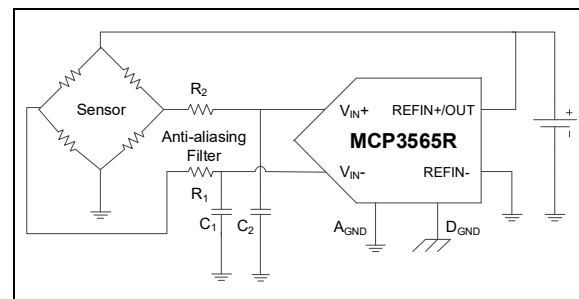 Sensor
R2
Anti-aliasing
Filter
R1
C1
C2
VIN+
REFIN+/OUT
MCP3565R
VIN-
REFIN-
AGND
DGND
+
-